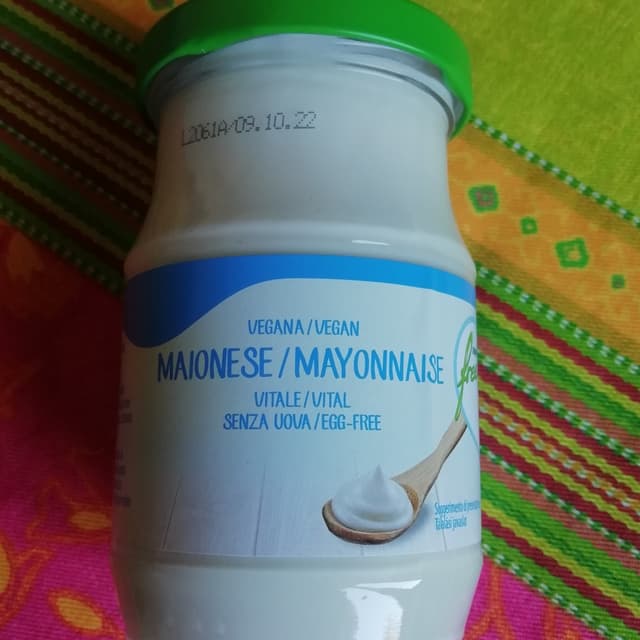 L2061A/09.10.22
VEGANA/VEGAN
MAIONESE/MAYONNAISE
VITALE/VITAL
SENZA UOVA/EGG-FREE